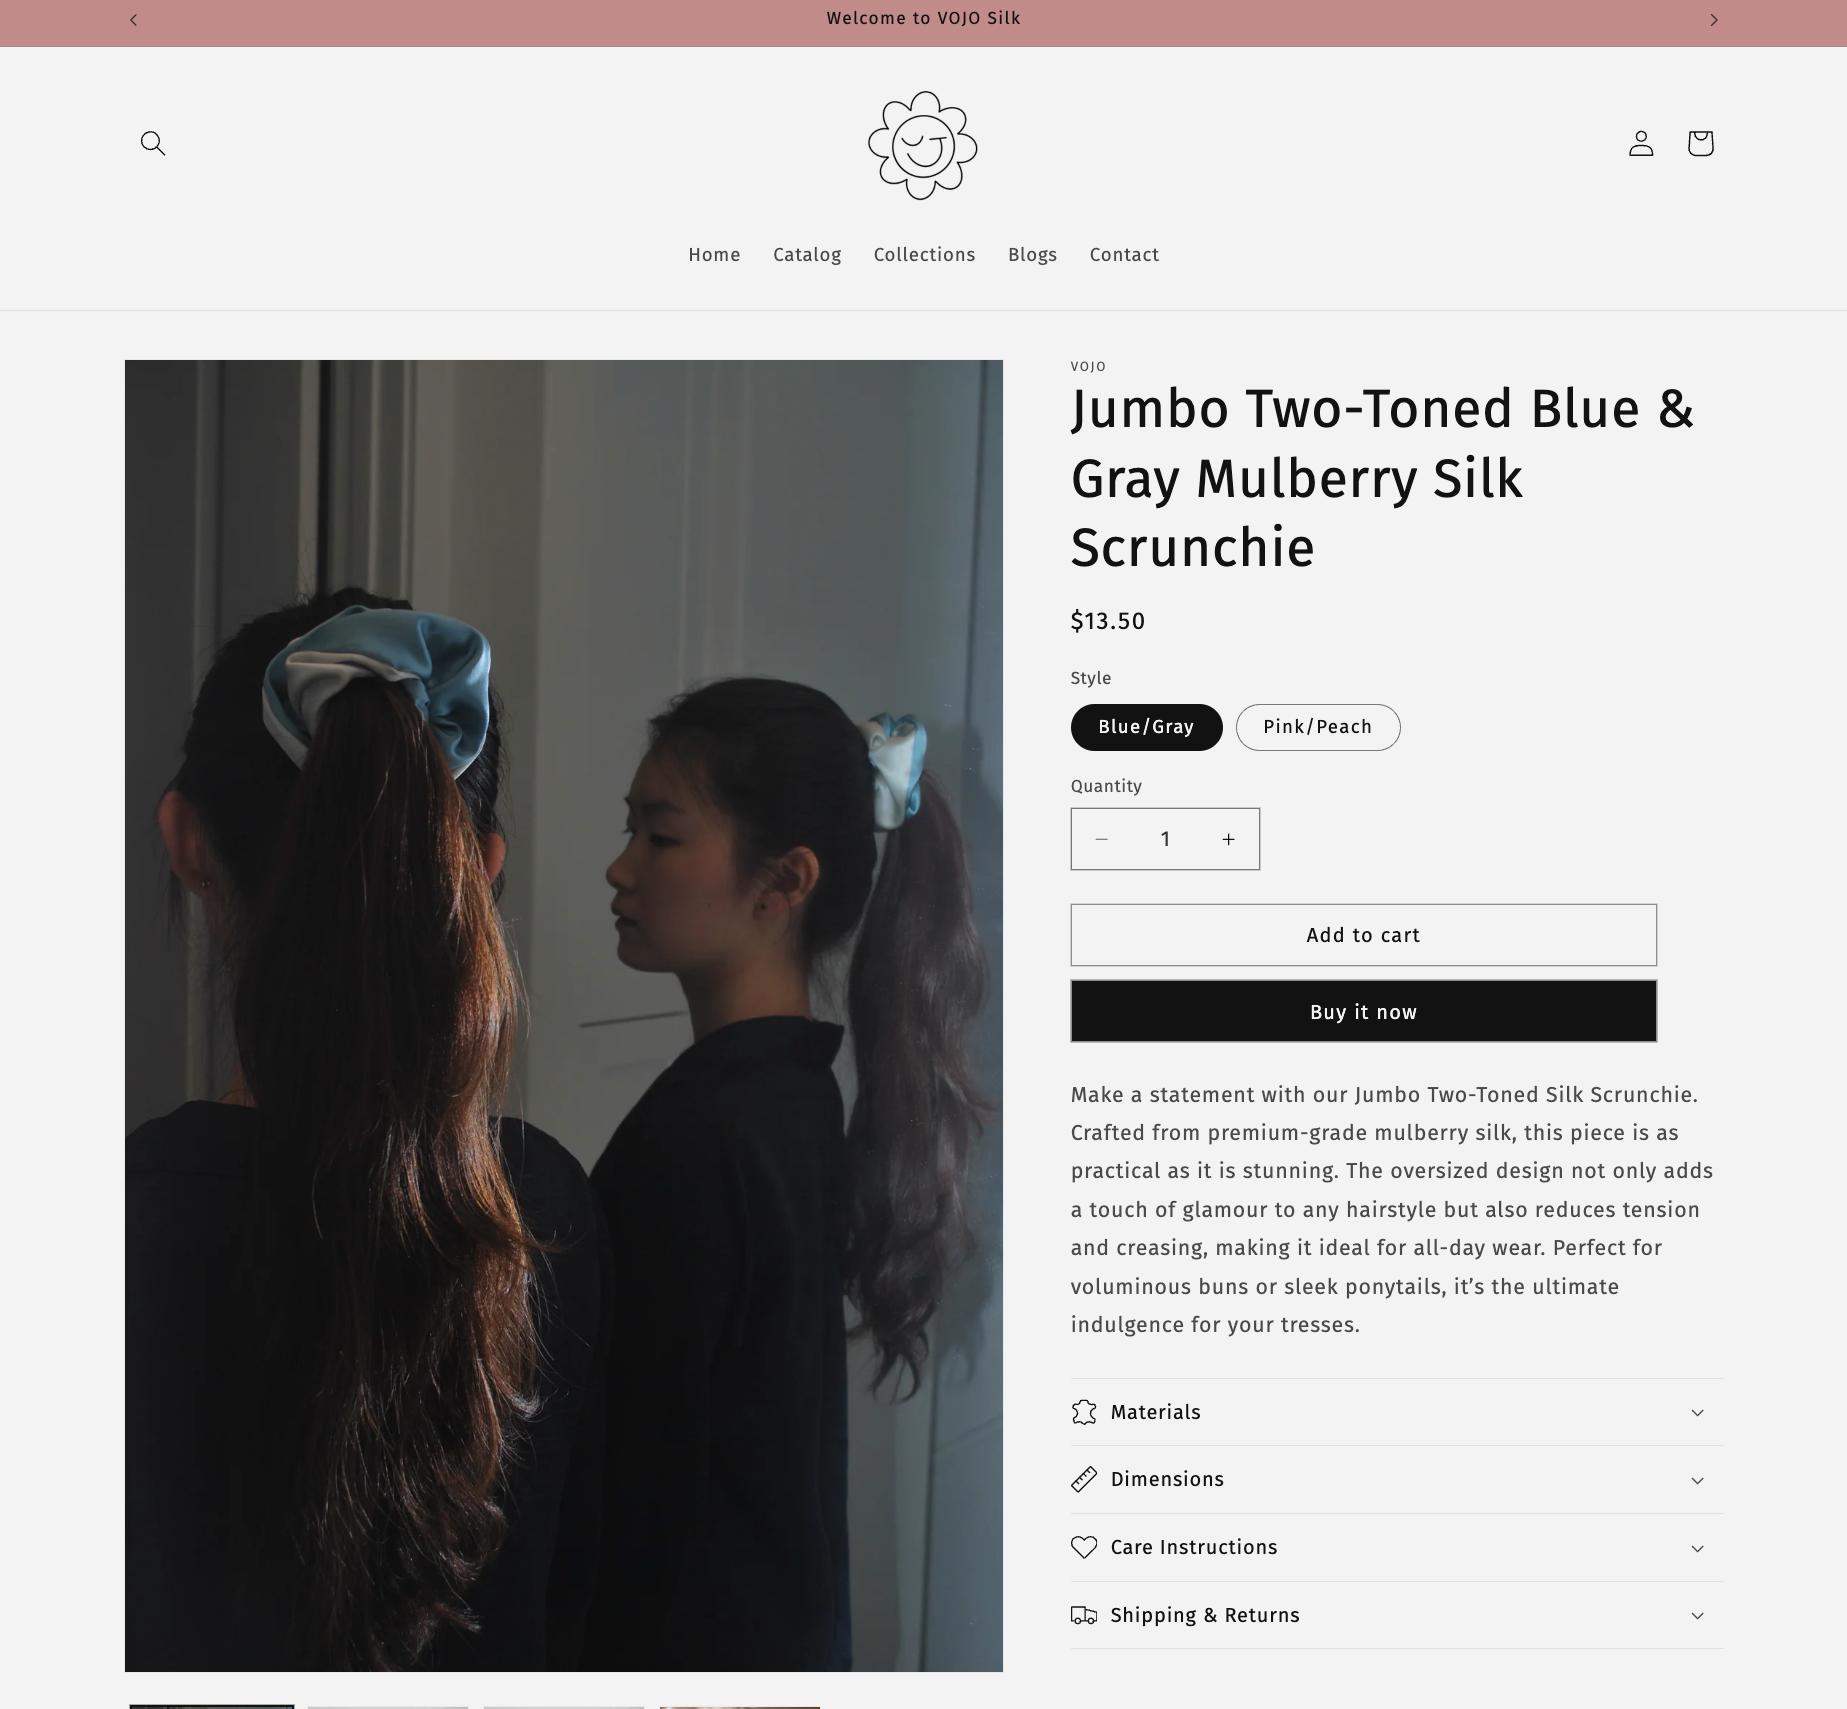 Welcome to VOJO Silk
Home Catalog Collections Blogs Contact
VOJO
Jumbo Two-Toned Blue &
Gray Mulberry Silk
Scrunchie
$13.50
Style
Blue/Gray Pink/Peach
Quantity
1
Add to cart
Buy it now
Make a statement with our Jumbo Two-Toned Silk Scrunchie.
Crafted from premium-grade mulberry silk, this piece is as
practical as it is stunning. The oversized design not only adds
a touch of glamour to any hairstyle but also reduces tension
and creasing, making it ideal for all-day wear. Perfect for
voluminous buns or sleek ponytails, it’s the ultimate
indulgence for your tresses.
Materials
Dimensions
Care Instructions
Shipping & Returns